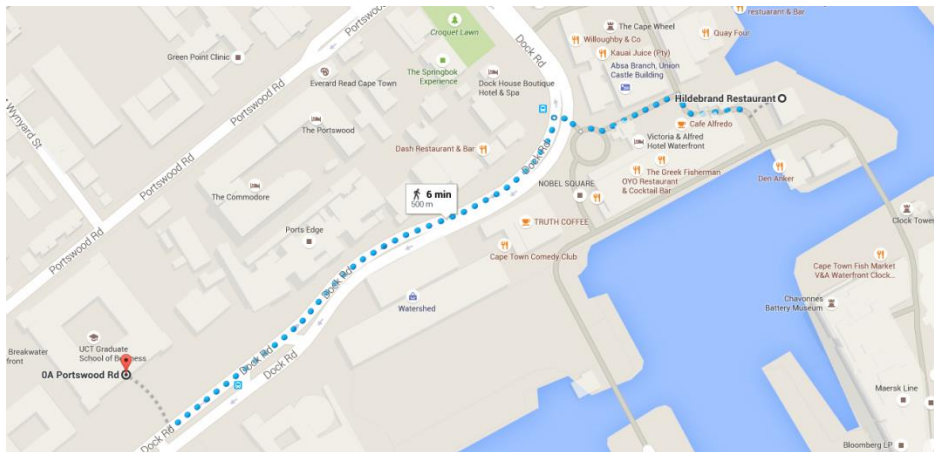 Portswood Rd
Croquet Lawn
Dock Rd
The Cape Wheel
restuarant & Bar
Willoughby & Co
Quay Four
Kauai Juice (Pty)
Green Point Clinic
Absa Branch, Union
Castle Building
Everard Read Cape Town
The Springbok
Experience
Dock House Boutique
Hotel & Spa
Hildebrand Restaurant
Portswood Rd
Wynyard St
The Portswood
Cafe Alfredo
Victoria & Alfred
Hotel Waterfront
Dash Restaurant & Bar
Dock Rd
The Greek Fisherman
OYO Restaurant
& Cocktail Bar
Den Anker
Portswood Rd
The Commodore
6 min
500 m
NOBEL SQUARE
Clock Tower
TRUTH COFFEE
Ports Edge
Cape Town Comedy Club
Portswood Rd
Cape Town Fish Market
V&A Waterfront Clock...
Dock Rd
Watershed
Chavonnes
Battery Museum
UCT Graduate
School of Business
Breakwater
front
0A Portswood Rd
Dock Rd
Dock Rd
Maersk Line
Dock Rd
Bloomberg LP